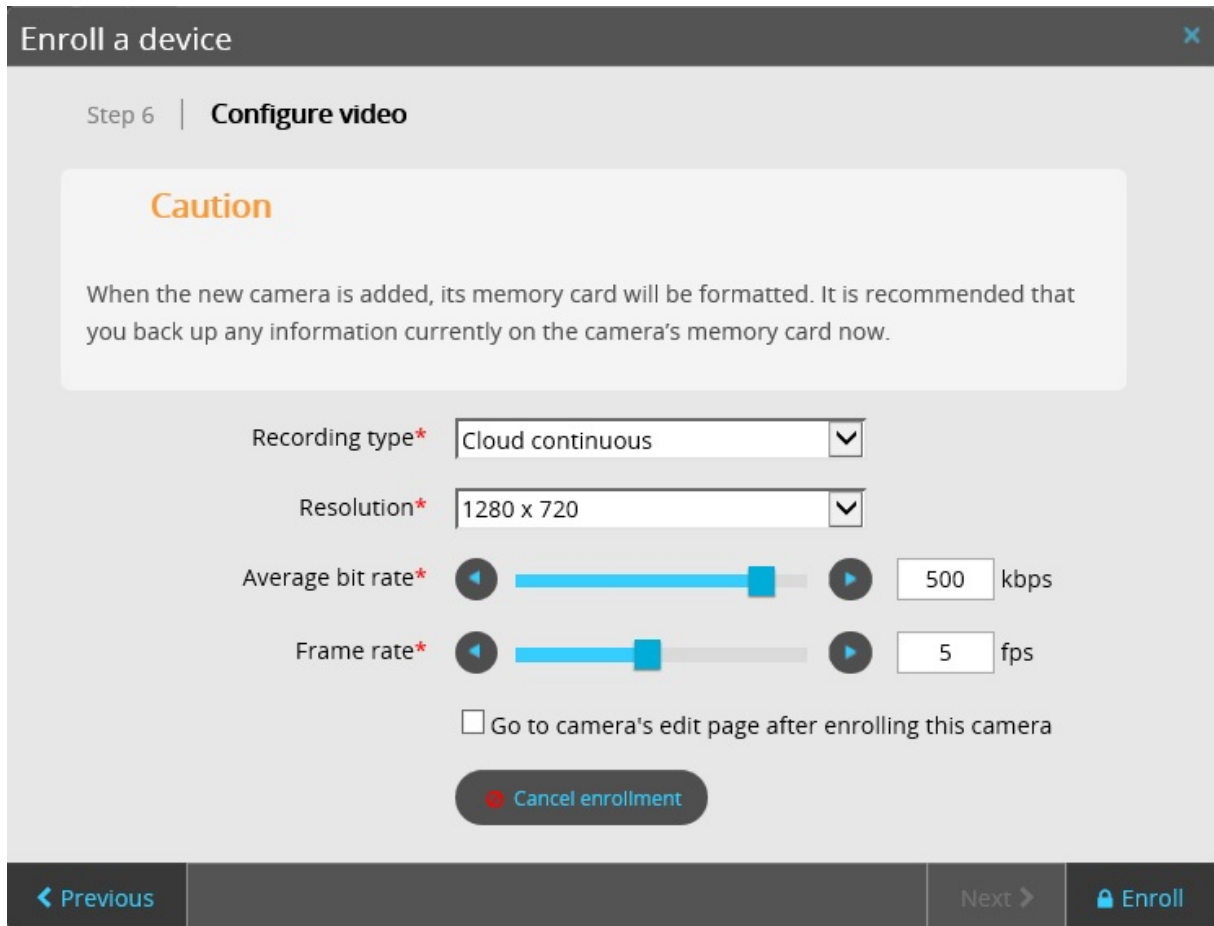 Enroll a device
Step 6 | Configure video
Caution
When the new camera is added, its memory card will be formatted. It is recommended that
you back up any information currently on the camera’s memory card now.
Recording type* Cloud continuous
Resolution* 1280 x 720
Average bit rate* 500 kbps
Frame rate* 5 fps
Go to camera's edit page after enrolling this camera
Cancel enrollment
Previous Next Enroll